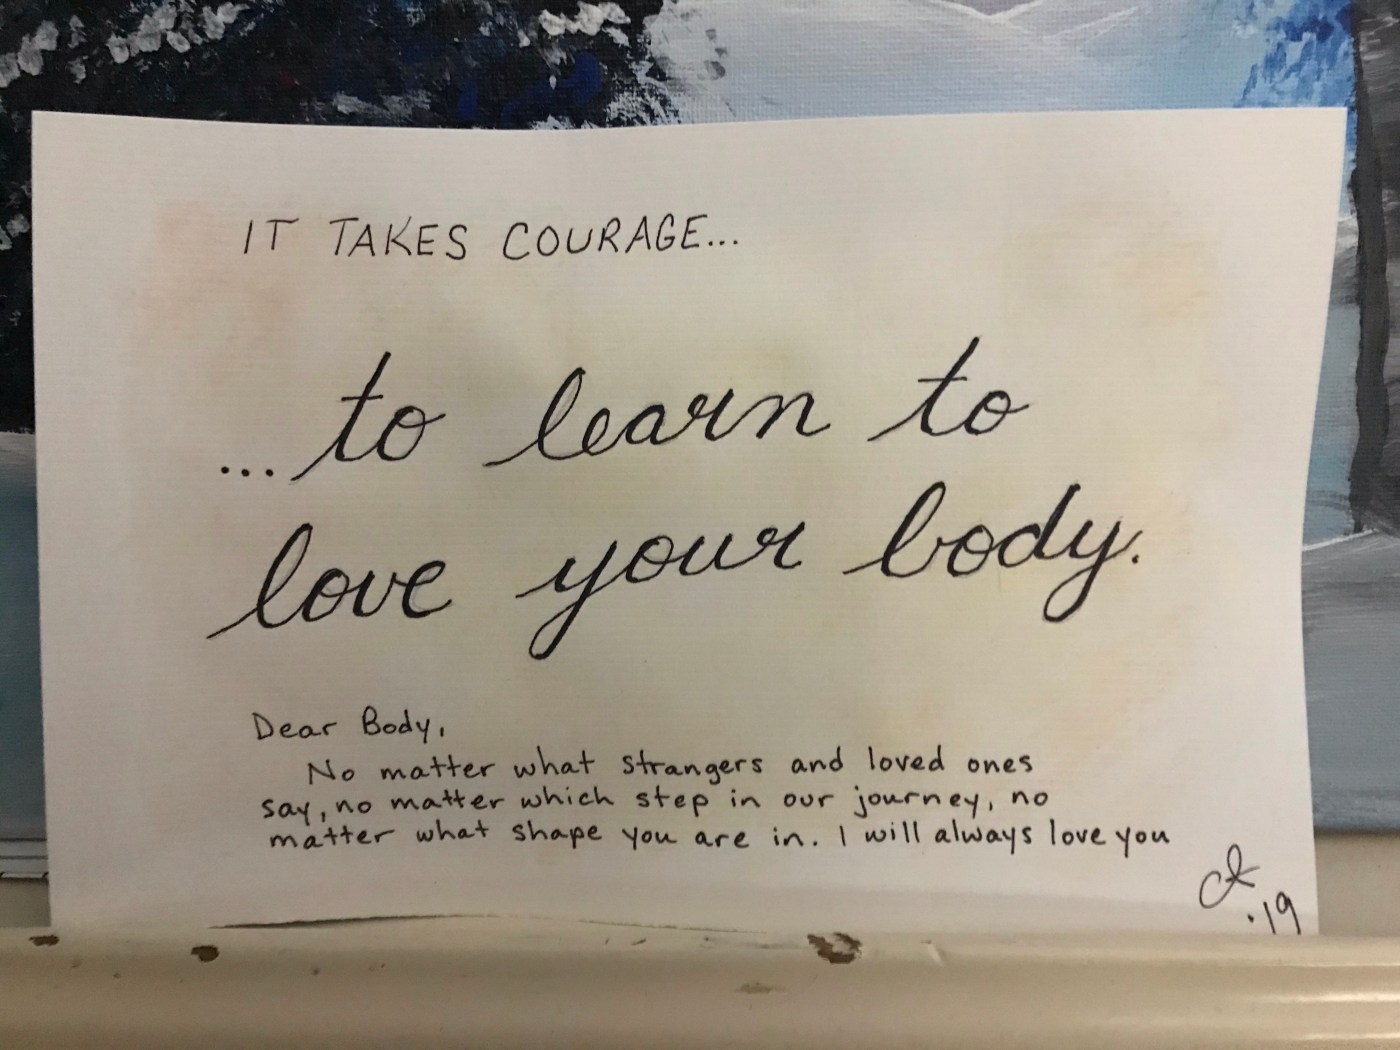 IT TAKES COURAGE...
...to learn to
love your body.
Dear Body,
No matter what strangers and loved ones
say, no matter which step in our journey, no
matter what shape you are in. I will always love you
.19